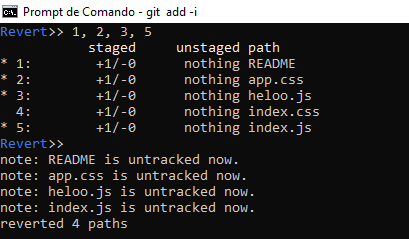 Prompt de Comando - git  add -i
Revert>> 1, 2, 3, 5
staged unstaged path
* 1: +1/-0 nothing README
* 2: +1/-0 nothing app.css
* 3: +1/-0 nothing heloo.js
4: +1/-0 nothing index.css
* 5: +1/-0 nothing index.js
Revert>>
note: README is untracked now.
note: app.css is untracked now.
note: heloo.js is untracked now.
note: index.js is untracked now.
reverted 4 paths